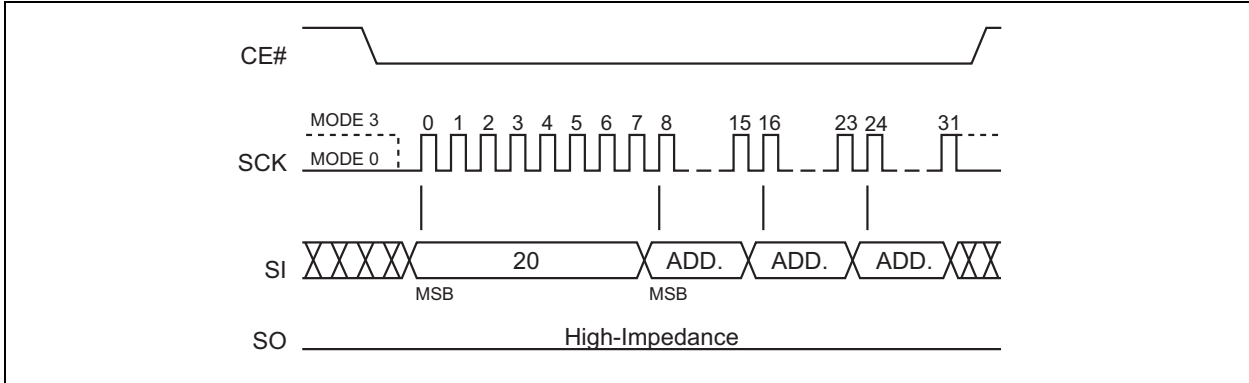 CE#
MODE 3
0 1 2 3 4 5 6 7 8 15 16 23 24 31
SCK
MODE 0
SI
20
ADD.
ADD.
ADD.
MSB
MSB
SO
High-Impedance